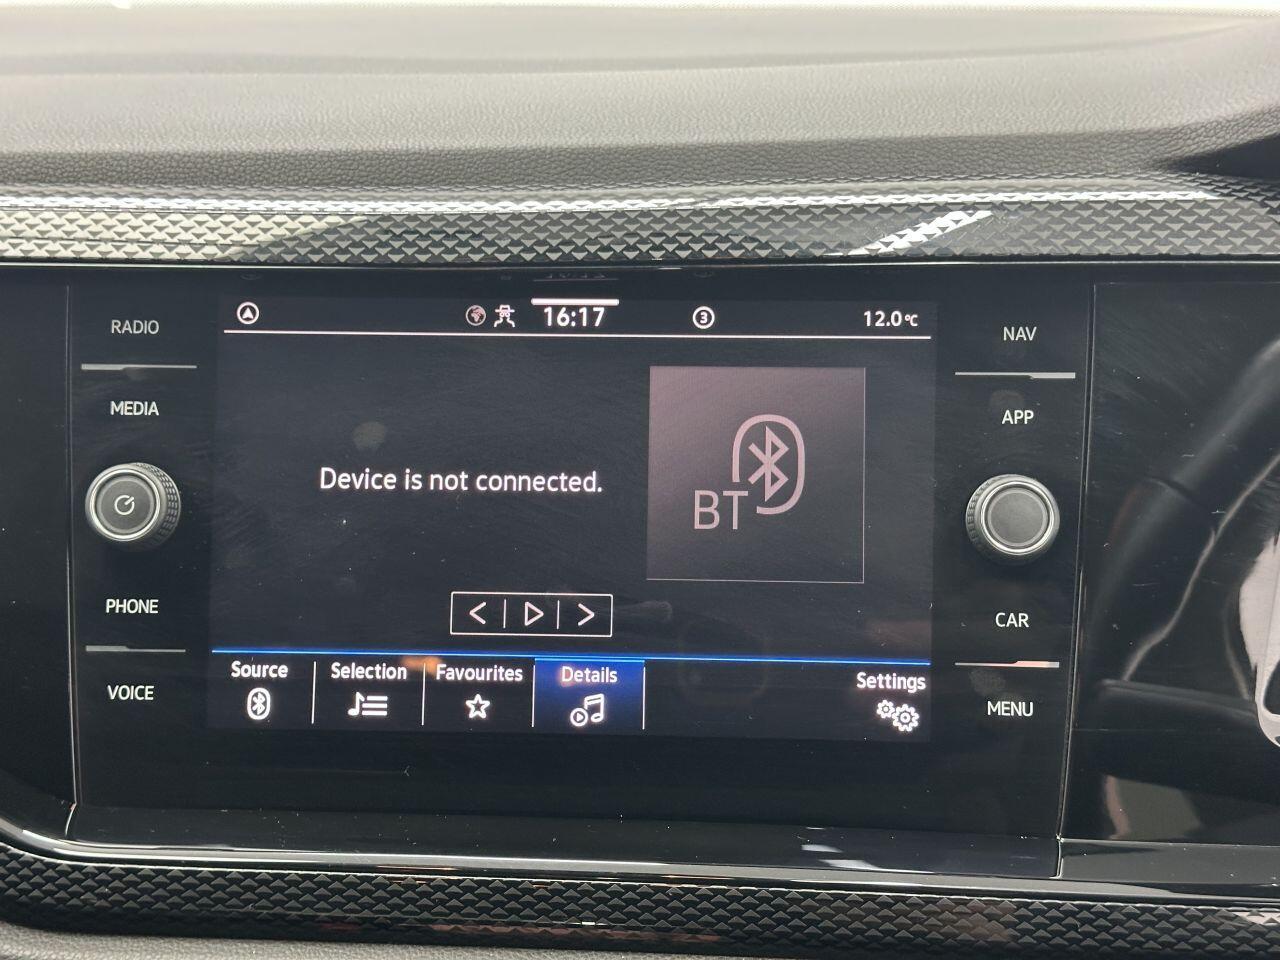 RADIO
MEDIA
PHONE
VOICE
16:17
3
12.0°C
Device is not connected.
BT
Source
Selection
Favourites
Details
Settings
NAV
APP
CAR
MENU